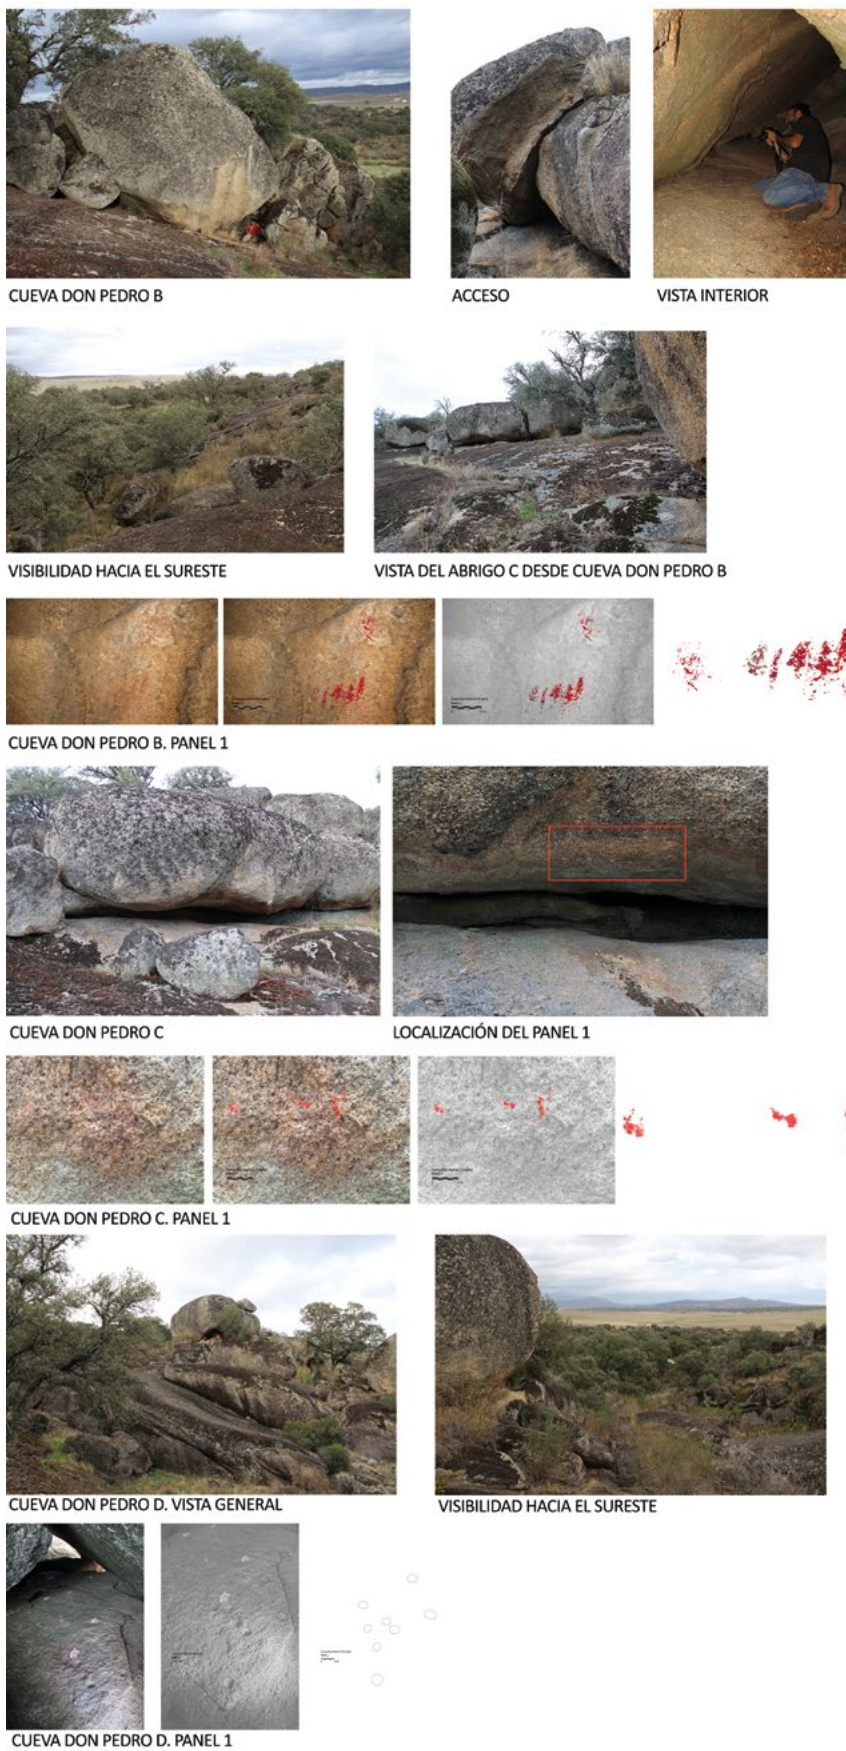 CUEVA DON PEDRO B
ACCESO
VISTA INTERIOR
VISIBILIDAD HACIA EL SURESTE
VISTA DEL ABRIGO C DESDE CUEVA DON PEDRO B
CUEVA DON PEDRO B. PANEL 1
CUEVA DON PEDRO C
LOCALIZACIÓN DEL PANEL 1
CUEVA DON PEDRO C. PANEL 1
CUEVA DON PEDRO D. VISTA GENERAL
VISIBILIDAD HACIA EL SURESTE
CUEVA DON PEDRO D. PANEL 1